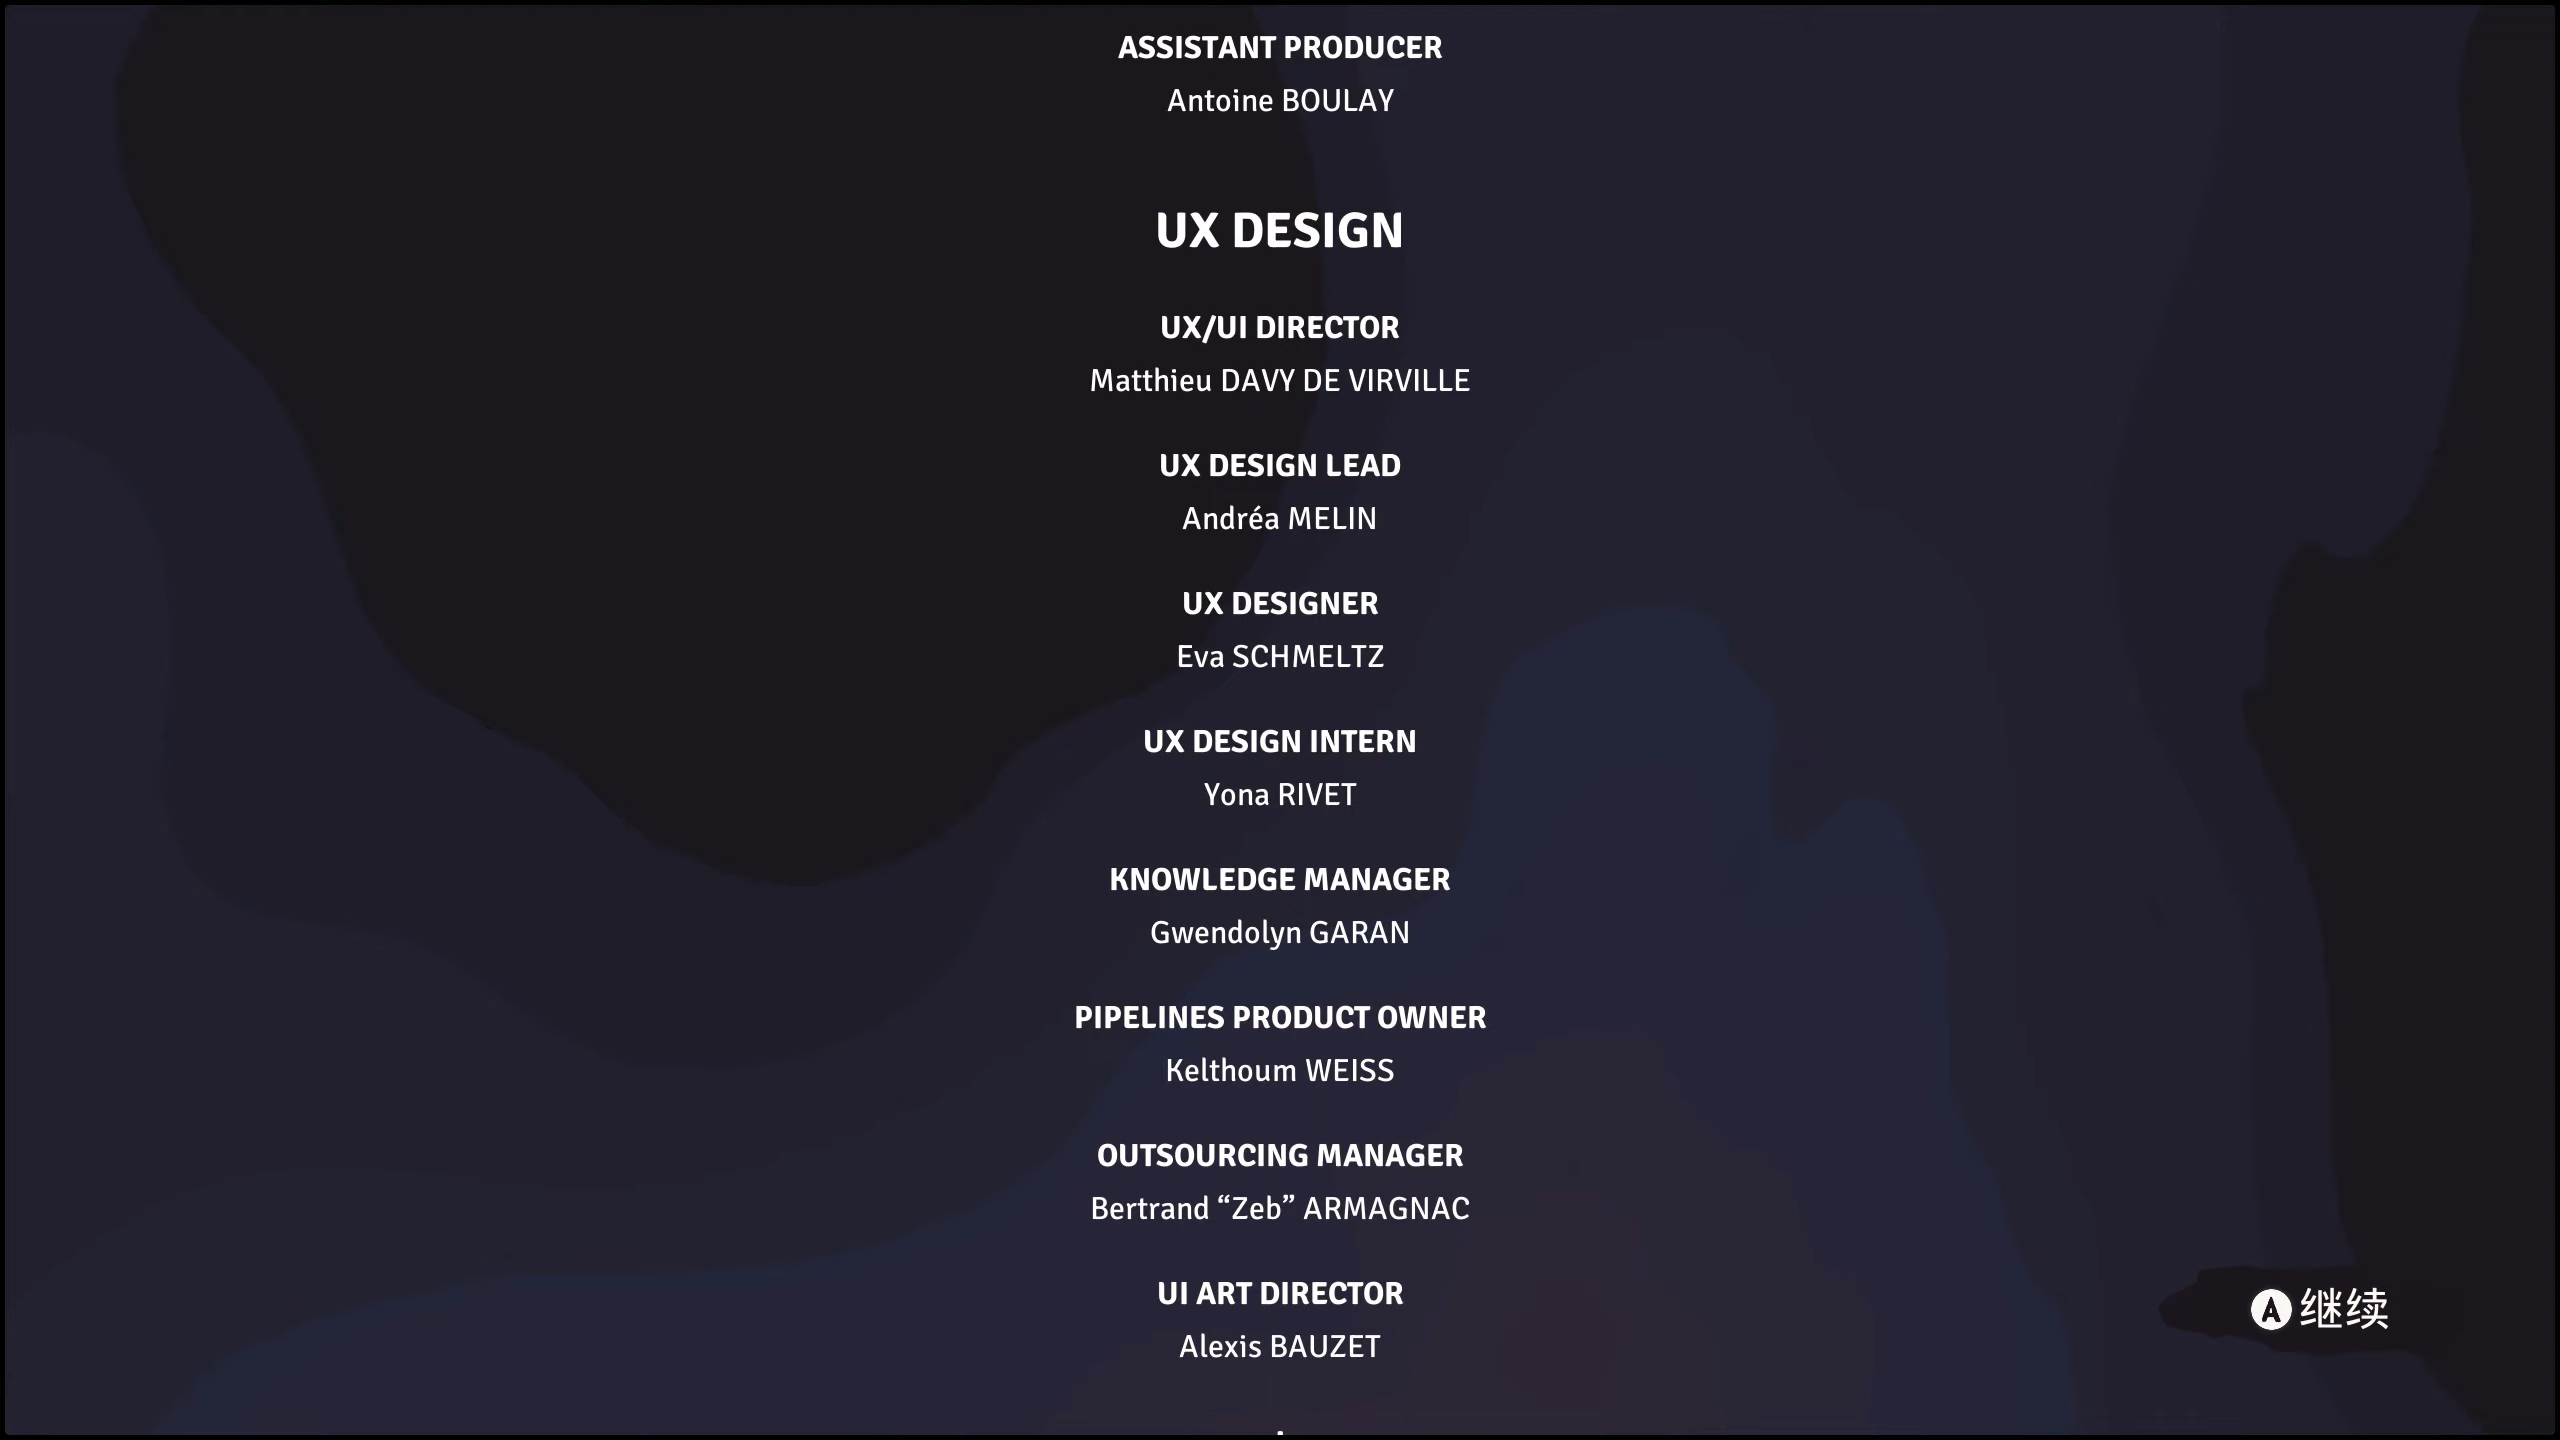 ASSISTANT PRODUCER
Antoine BOULAY
UX DESIGN
UX/UI DIRECTOR
Matthieu DAVY DE VIRVILLE
UX DESIGN LEAD
Andréa MELIN
UX DESIGNER
Eva SCHMELTZ
UX DESIGN INTERN
Yona RIVET
KNOWLEDGE MANAGER
Gwendolyn GARAN
PIPELINES PRODUCT OWNER
Kelthoum WEISS
OUTSOURCING MANAGER
Bertrand “Zeb” ARMAGNAC
UI ART DIRECTOR
Alexis BAUZET
A 继续